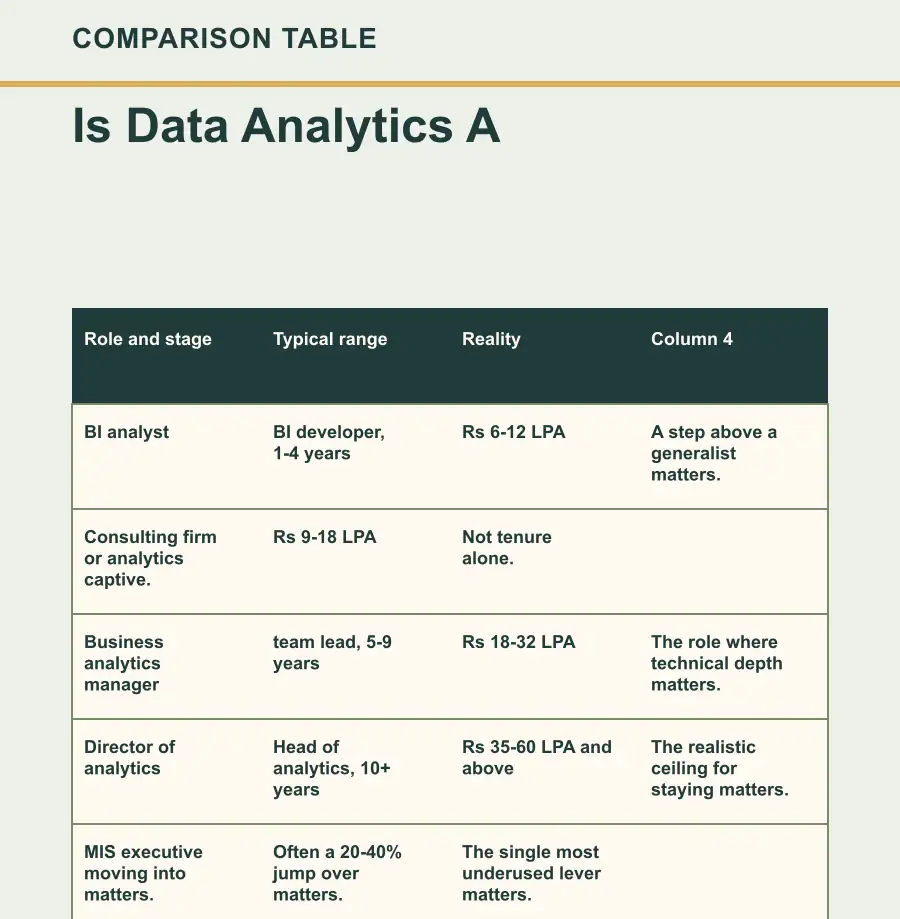 COMPARISON TABLE
Is Data Analytics A
Role and stage
Typical range
Reality
Column 4
BI analyst
BI developer,
1-4 years
Rs 6-12 LPA
A step above a
generalist
matters.
Consulting firm
or analytics
captive.
Rs 9-18 LPA
Not tenure
alone.
Business
analytics
manager
team lead, 5-9
years
Rs 18-32 LPA
The role where
technical depth
matters.
Director of
analytics
Head of
analytics, 10+
years
Rs 35-60 LPA and
above
The realistic
ceiling for
staying matters.
MIS executive
moving into
matters.
Often a 20-40%
jump over
matters.
The single most
underused lever
matters.